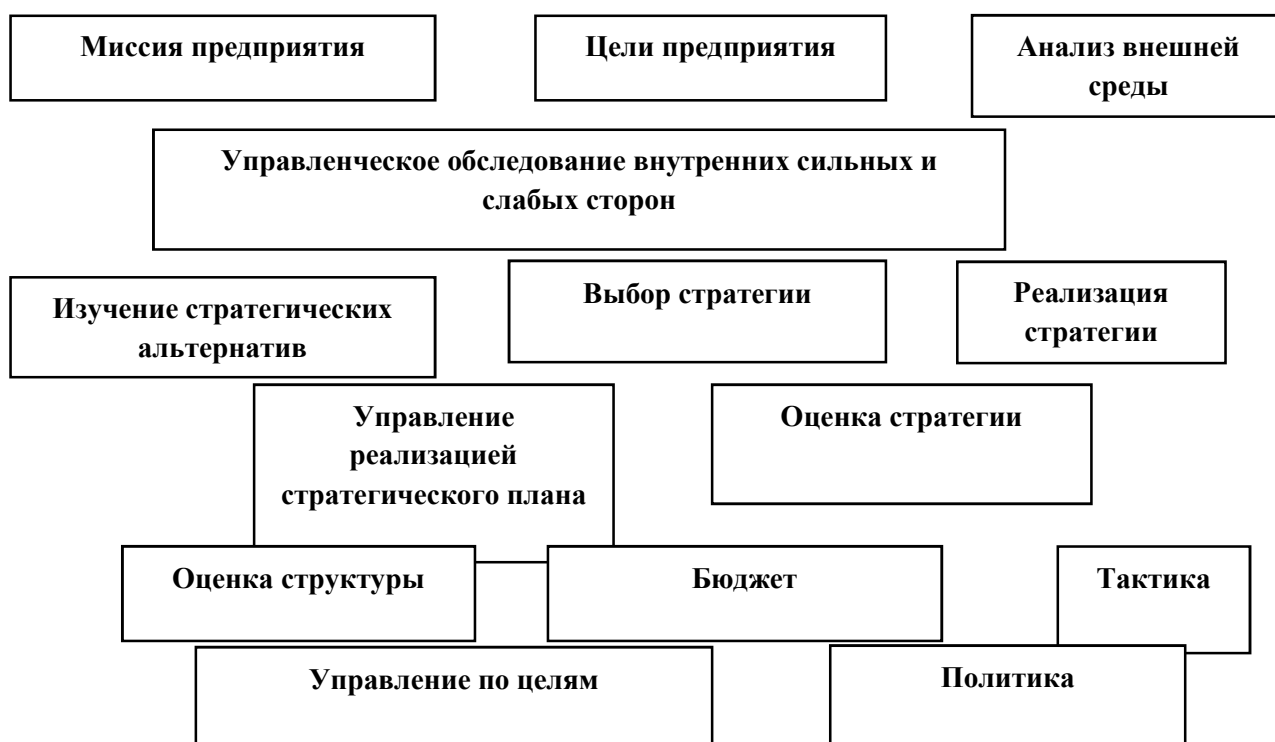 Миссия предприятия
Цели предприятия
Анализ внешней
среды
Управленческое обследование внутренних сильных и
слабых сторон
Изучение стратегических
альтернатив
Выбор стратегии
Реализация
стратегии
Управление
реализацией
стратегического плана
Оценка стратегии
Оценка структуры
Бюджет
Тактика
Управление по целям
Политика